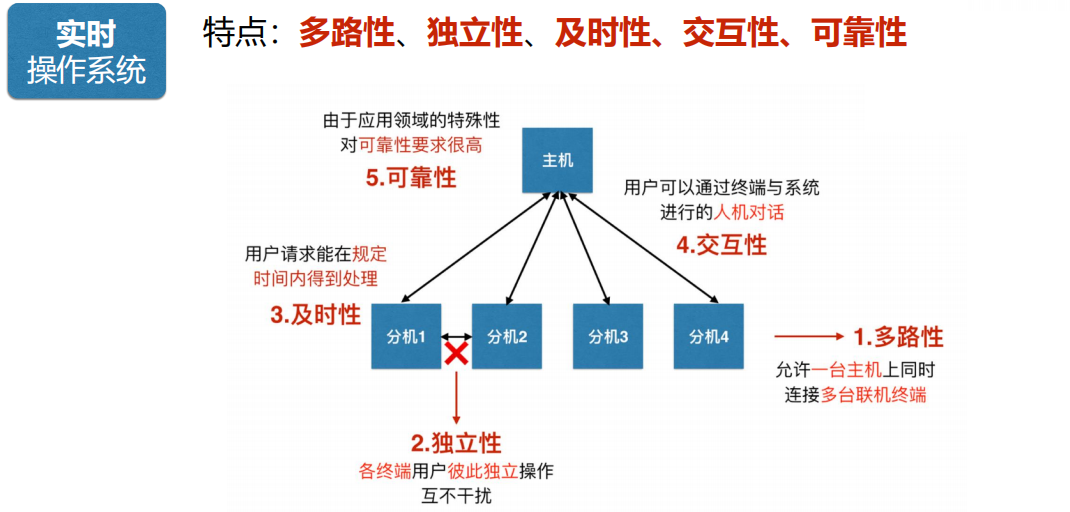 实时
操作系统
特点：多路性、独立性、及时性、交互性、可靠性
由于应用领域的特殊性
对可靠性要求很高
5.可靠性
主机
用户可以通过终端与系统
进行的人机对话
4.交互性
用户请求能在规定
时间内得到处理
3.及时性
分机1
分机2
分机3
分机4
1.多路性
允许一台主机上同时
连接多台联机终端
2.独立性
各终端用户彼此独立操作
互不干扰